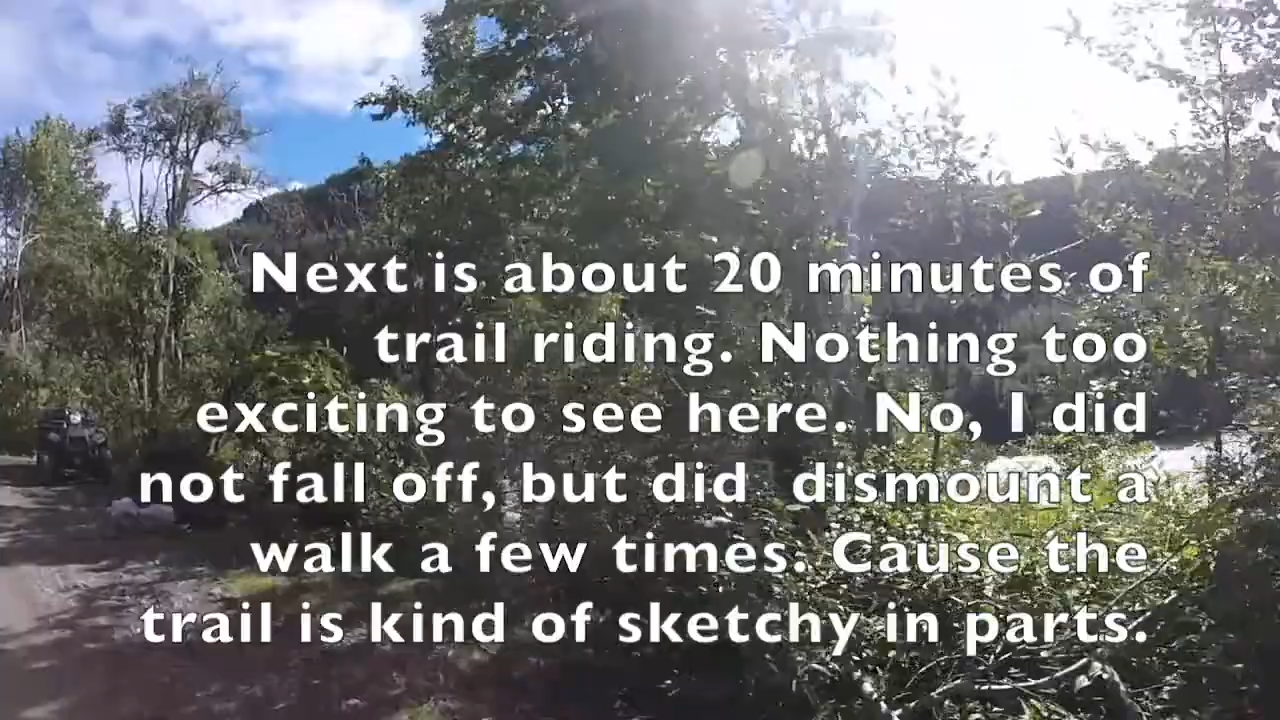 Next is about 20 minutes of
trail riding. Nothing too
exciting to see here. No, I did
not fall off, but did  dismount a
walk a few times. Cause the
trail is kind of sketchy in parts.